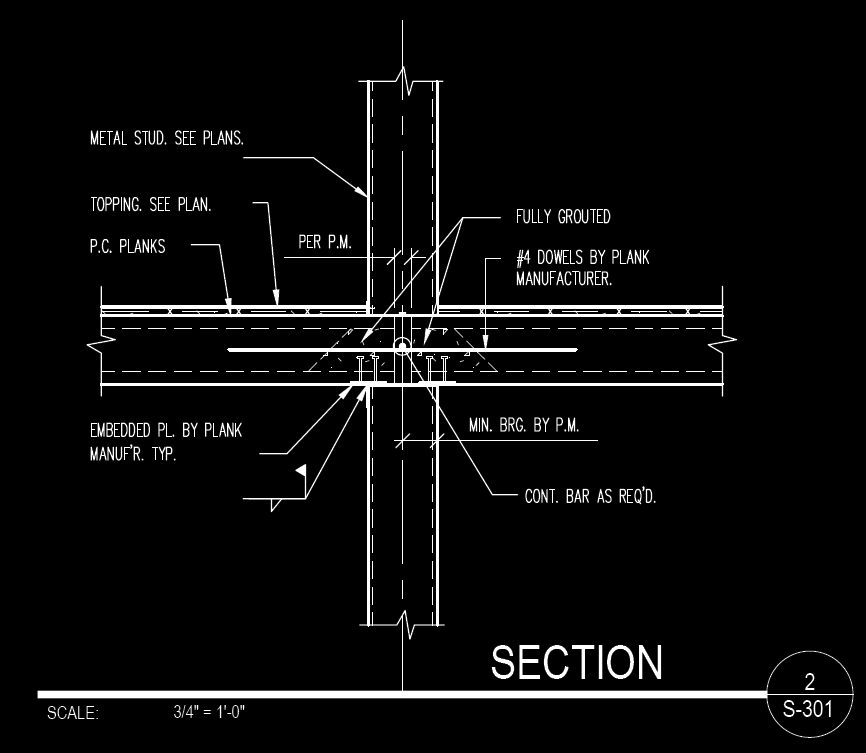 METAL STUD. SEE PLANS.
TOPPING. SEE PLAN.
P.C. PLANKS
PER P.M.
FULLY GROUTED
#4 DOWELS BY PLANK
MANUFACTURER.
EMBEDDED PL. BY PLANK
MANUF'R. TYP.
MIN. BRG. BY P.M.
CONT. BAR AS REQ'D.
SECTION
2
S-301
SCALE: 3/4" = 1'-0"